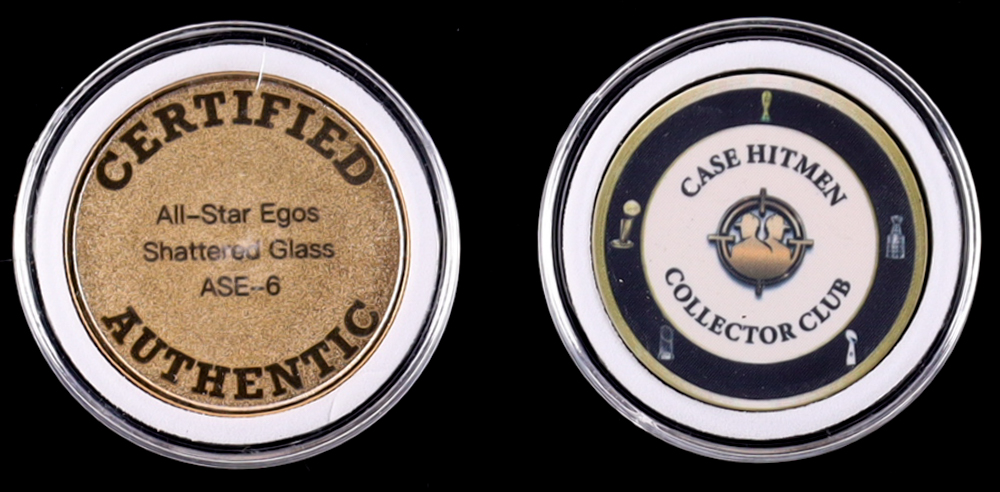 CERTIFIED
All-Star Egos
Shattered Glass
ASE--6
AUTHENTIC
CASE HITMEN
COLLECTOR CLUB